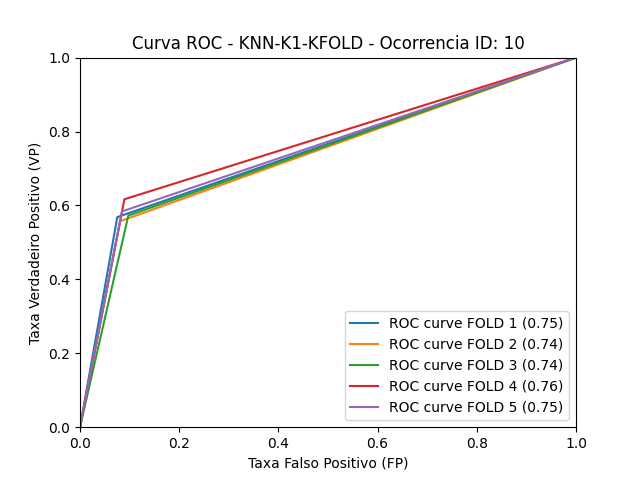 Curva ROC - KNN-K1-KFOLD - Ocorrencia ID: 10
1.0
0.8
0.6
0.4
0.2
0.0
Taxa Verdadeiro Positivo (VP)
ROC curve FOLD 1 (0.75)
ROC curve FOLD 2 (0.74)
ROC curve FOLD 3 (0.74)
ROC curve FOLD 4 (0.76)
ROC curve FOLD 5 (0.75)
0.0 0.2 0.4 0.6 0.8 1.0
Taxa Falso Positivo (FP)